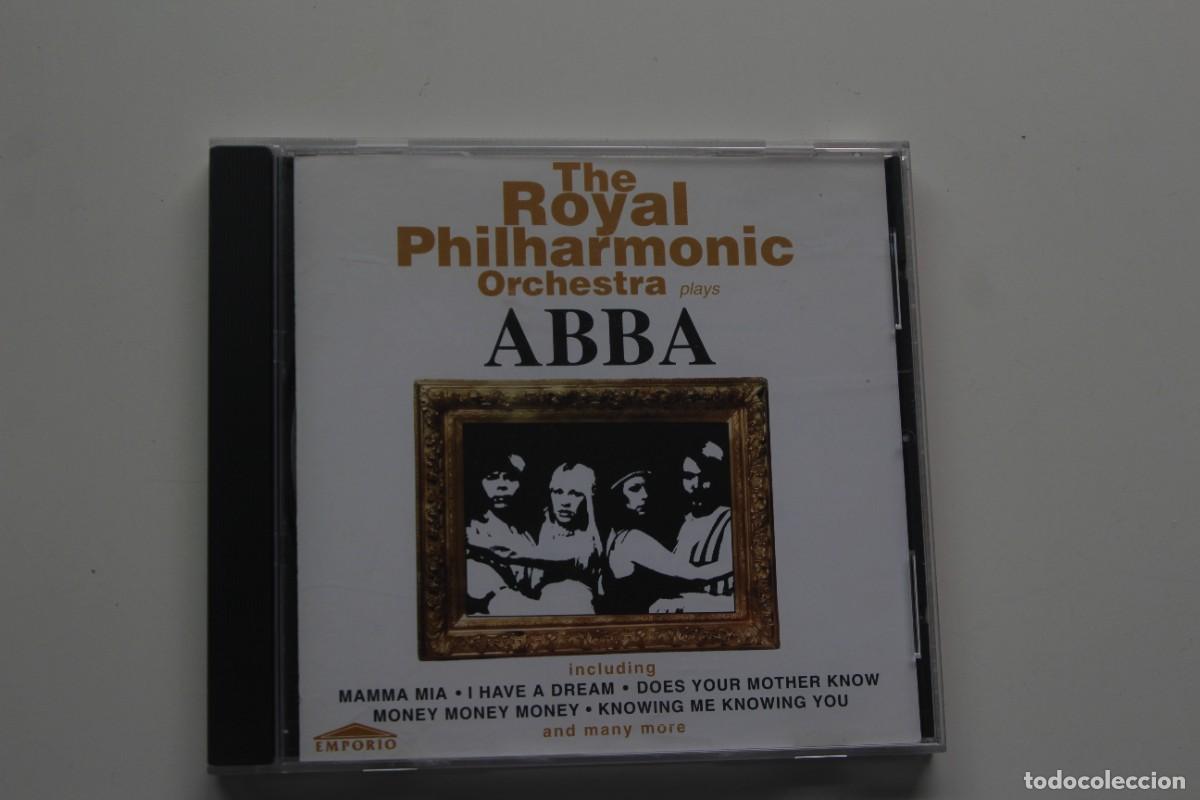 The
Royal
Philharmonic
Orchestra plays
ABBA
including
MAMMA MIA • I HAVE A DREAM • DOES YOUR MOTHER KNOW
MONEY MONEY MONEY • KNOWING ME KNOWING YOU
and many more
EMPORIO
todocoleccion